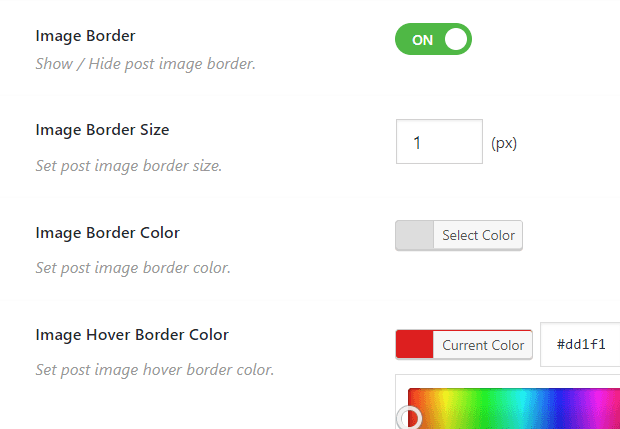 Image Border
ON
Show / Hide post image border.
Image Border Size
1 (px)
Set post image border size.
Image Border Color
Select Color
Set post image border color.
Image Hover Border Color
Current Color #dd1f1
Set post image hover border color.